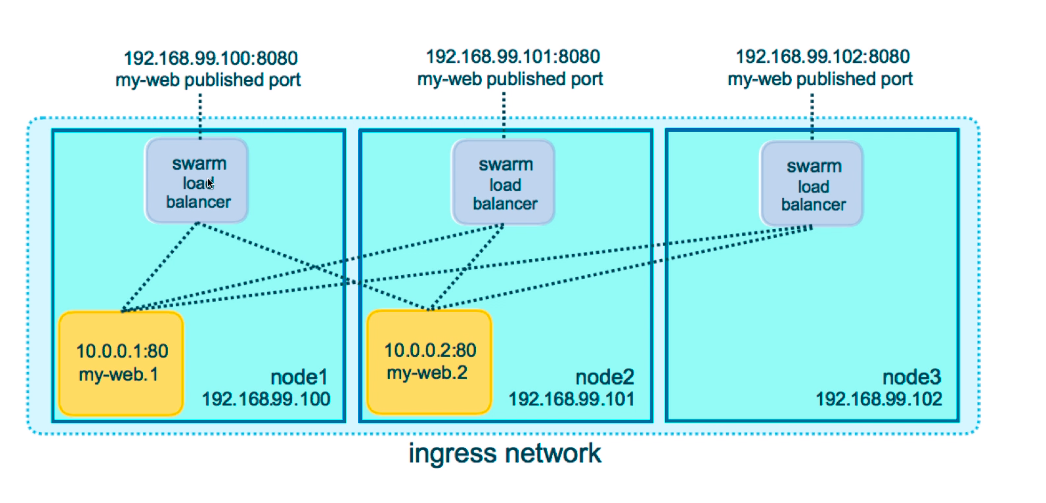 192.168.99.100:8080
my-web published port
192.168.99.101:8080
my-web published port
192.168.99.102:8080
my-web published port
swarm
load
balancer
swarm
load
balancer
swarm
load
balancer
10.0.0.1:80
my-web.1
node1
192.168.99.100
10.0.0.2:80
my-web.2
node2
192.168.99.101
node3
192.168.99.102
ingress network